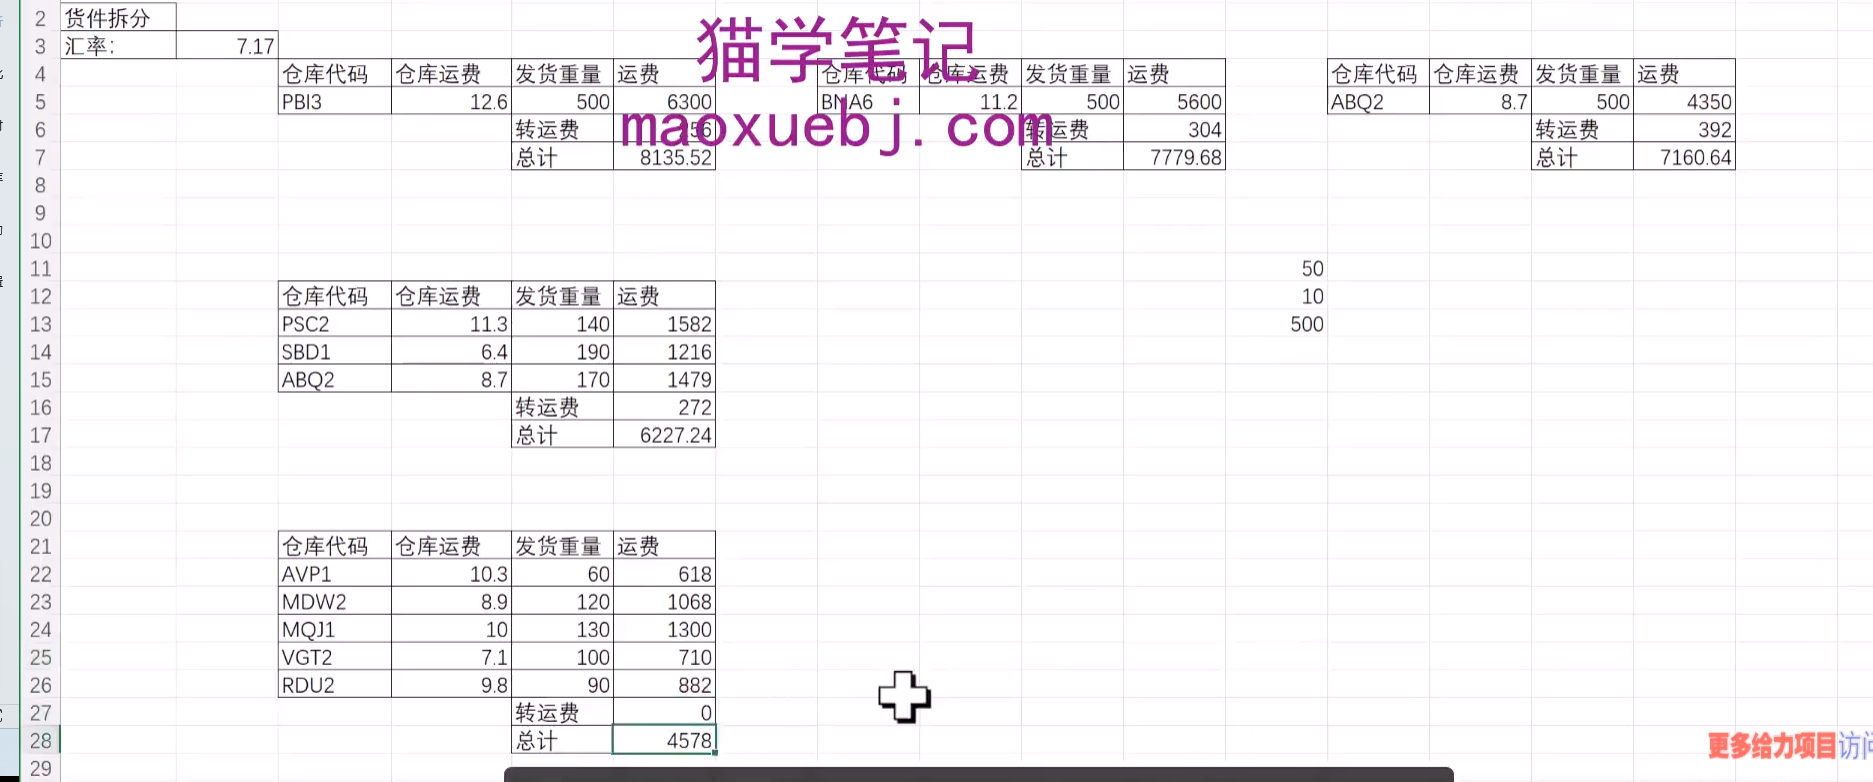 2 货件拆分
3 汇率: 7.17
猫学笔记
maoxuebj.com
4 仓库代码 仓库运费 发货重量 运费 仓库代码 仓库运费 发货重量 运费 仓库代码 仓库运费 发货重量 运费
5 PBI3 12.6 500 6300 BNA6 11.2 500 5600 ABQ2 8.7 500 4350
6 转运费 256 转运费 304 转运费 392
7 总计 8135.52 总计 7779.68 总计 7160.64
8
9
10
11 50
12 仓库代码 仓库运费 发货重量 运费 10
13 PSC2 11.3 140 1582 500
14 SBD1 6.4 190 1216
15 ABQ2 8.7 170 1479
16 转运费 272
17 总计 6227.24
18
19
20
21 仓库代码 仓库运费 发货重量 运费
22 AVP1 10.3 60 618
23 MDW2 8.9 120 1068
24 MQJ1 10 130 1300
25 VGT2 7.1 100 710
26 RDU2 9.8 90 882
27 转运费 0
28 总计 4578
29
更多给力项目访问